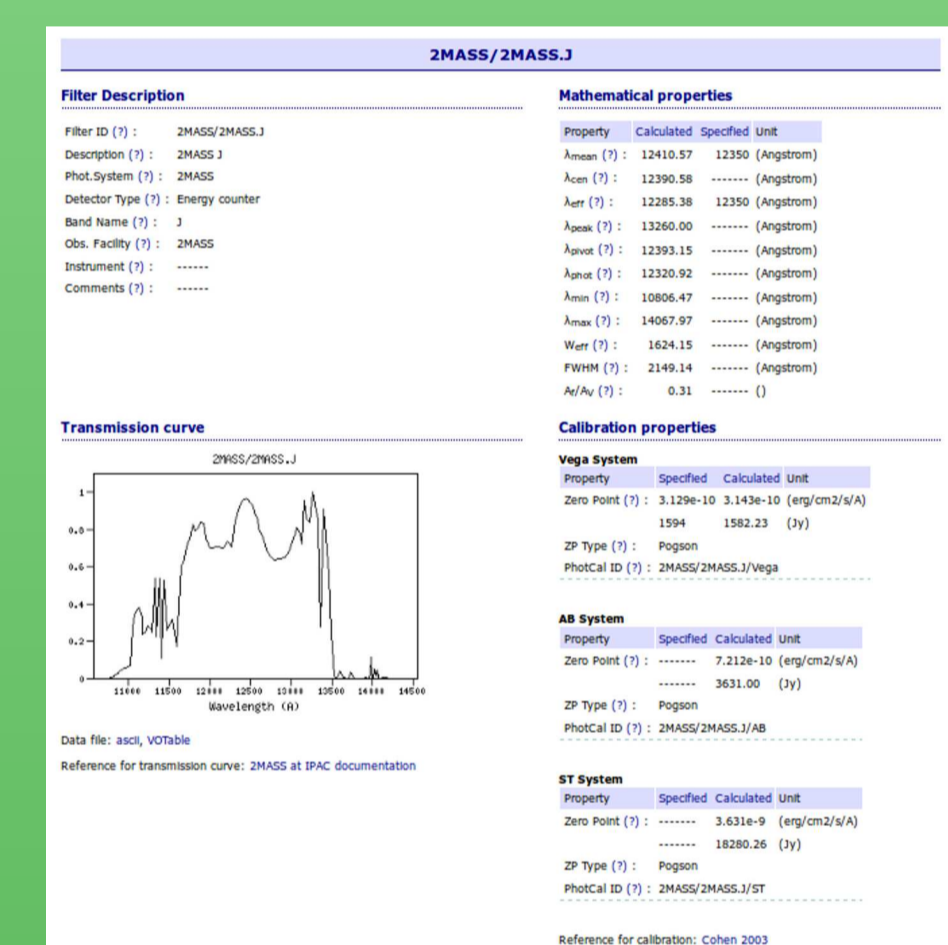 2MASS/2MASS.J
Filter Description
Filter ID (?) : 2MASS/2MASS.J
Description (?) : 2MASS J
Phot.System (?) : 2MASS
Detector Type (?) : Energy counter
Band Name (?) : J
Obs. Facility (?) : 2MASS
Instrument (?) : ------
Comments (?) : ------
Mathematical properties
Property Calculated Specified Unit
λmean (?) : 12410.57 12350 (Angstrom)
λcen (?) : 12390.58 ------- (Angstrom)
λeff (?) : 12285.38 12350 (Angstrom)
λpeak (?) : 13260.00 ------- (Angstrom)
λpivot (?) : 12393.15 ------- (Angstrom)
λphot (?) : 12320.92 ------- (Angstrom)
λmin (?) : 10806.47 ------- (Angstrom)
λmax (?) : 14067.97 ------- (Angstrom)
Weff (?) : 1624.15 ------- (Angstrom)
FWHM (?) : 2149.14 ------- (Angstrom)
Af/AV (?) : 0.31 ------- ()
Transmission curve
2MASS/2MASS.J
1
0.8
0.6
0.4
0.2
0
11000 11500 12000 12500 13000 13500 14000 14500
Wavelength (A)
Data file: ascii, VOTable
Reference for transmission curve: 2MASS at IPAC documentation
Calibration properties
Vega System
Property Specified Calculated Unit
Zero Point (?) : 3.129e-10 3.143e-10 (erg/cm2/s/A)
1594 1582.23 (Jy)
ZP Type (?) : Pogson
PhotCal ID (?) : 2MASS/2MASS.J/Vega
AB System
Property Specified Calculated Unit
Zero Point (?) : ------- 7.212e-10 (erg/cm2/s/A)
------- 3631.00 (Jy)
ZP Type (?) : Pogson
PhotCal ID (?) : 2MASS/2MASS.J/AB
ST System
Property Specified Calculated Unit
Zero Point (?) : ------- 3.631e-9 (erg/cm2/s/A)
------- 18280.26 (Jy)
ZP Type (?) : Pogson
PhotCal ID (?) : 2MASS/2MASS.J/ST
Reference for calibration: Cohen 2003